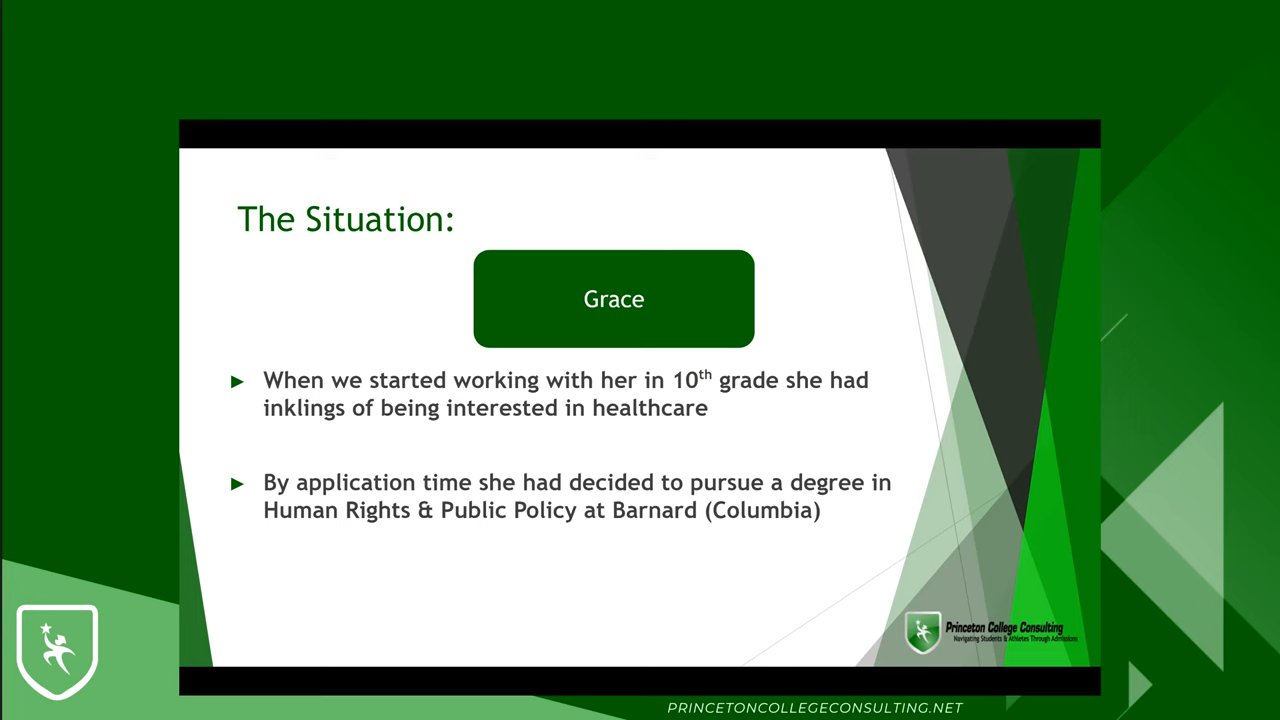 The Situation:
Grace
► When we started working with her in 10th grade she had
inklings of being interested in healthcare
► By application time she had decided to pursue a degree in
Human Rights & Public Policy at Barnard (Columbia)
Princeton College Consulting
Navigating Students & Athletes Through Admissions
PRINCETONCOLLEGECONSULTING.NET